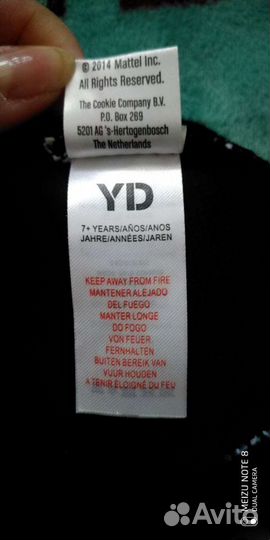 © 2014 Mattel Inc.
All Rights Reserved.
The Cookie Company B.V.
P.O. Box 269
5201 AG 's-Hertogenbosch
The Netherlands
YD
7+ YEARS/AÑOS/ANOS
JAHRE/ANNÉES/JAREN
KEEP AWAY FROM FIRE
MANTENER ALEJADO
DEL FUEGO
MANTER LONGE
DO FOGO
VON FEUER
FERNHALTEN
BUITEN BEREIK VAN
VUUR HOUDEN
A TENIR ELOIGNÉ DU FEU
MEIZU NOTE 8
DUAL CAMERA
Avito